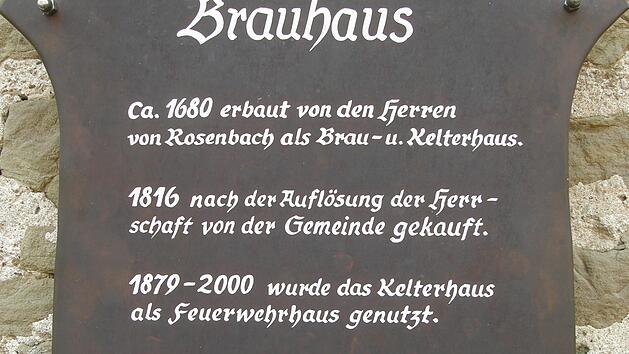 Brauhaus
Ca. 1680 erbaut von den Herren
von Rosenbach als Brau- u. Kelterhaus.
1816 nach der Auflösung der Herr-
schaft von der Gemeinde gekauft.
1879-2000 wurde das Kelterhaus
als Feuerwehrhaus genutzt.